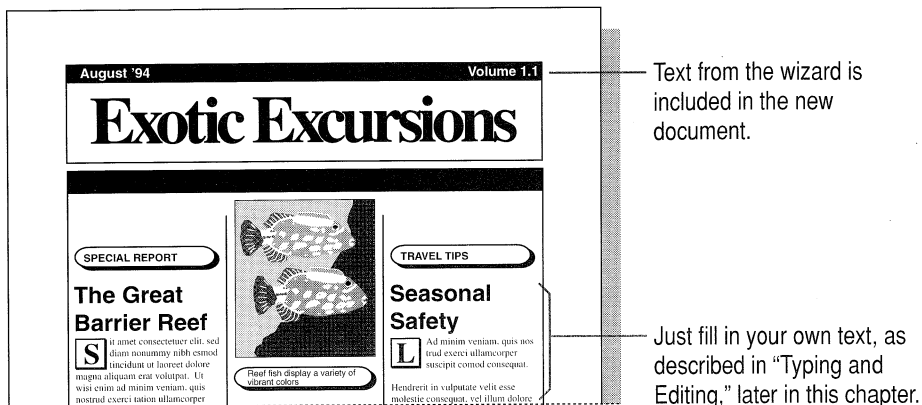 August '94 Volume 1.1
Exotic Excursions
SPECIAL REPORT
The Great
Barrier Reef
S it amet consectetuer elit, sed
diam nonummy nibh esmod
tincidunt ut laoreet dolore
magna aliquam erat volutpat. Ut
wisi enim ad minim veniam, quis
nostrud exerci tation ullamcorper
Reef fish display a variety of
vibrant colors
TRAVEL TIPS
Seasonal
Safety
L Ad minim veniam, quis nos
trud exerci ullamcorper
suscipit comod consequat.
Hendrerit in vulputate velit esse
molestie consequat, vel illum dolore
Text from the wizard is
included in the new
document.
Just fill in your own text, as
described in “Typing and
Editing,” later in this chapter.